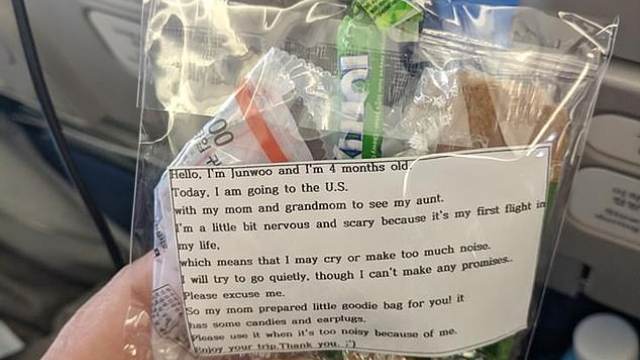 Hello, I'm Junwoo and I'm 4 months old.
Today, I am going to the U.S.
with my mom and grandmom to see my aunt.
I'm a little bit nervous and scary because it's my first flight in
my life,
which means that I may cry or make too much noise.
I will try to go quietly, though I can't make any promises..
Please excuse me.
So my mom prepared little goodie bag for you! it
has some candies and earplugs.
Please use it when it's too noisy because of me.
Enjoy your trip.Thank you. :')